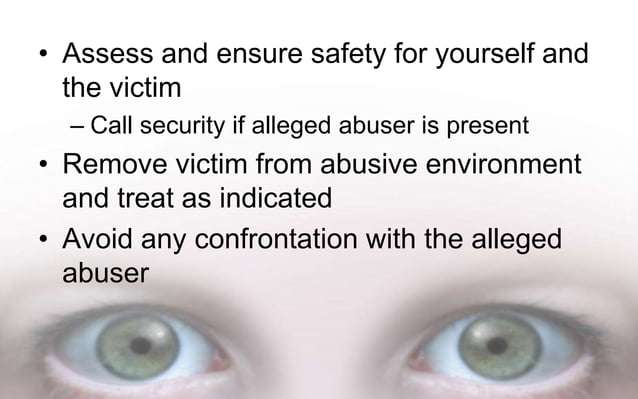 • Assess and ensure safety for yourself and
the victim
– Call security if alleged abuser is present
• Remove victim from abusive environment
and treat as indicated
• Avoid any confrontation with the alleged
abuser